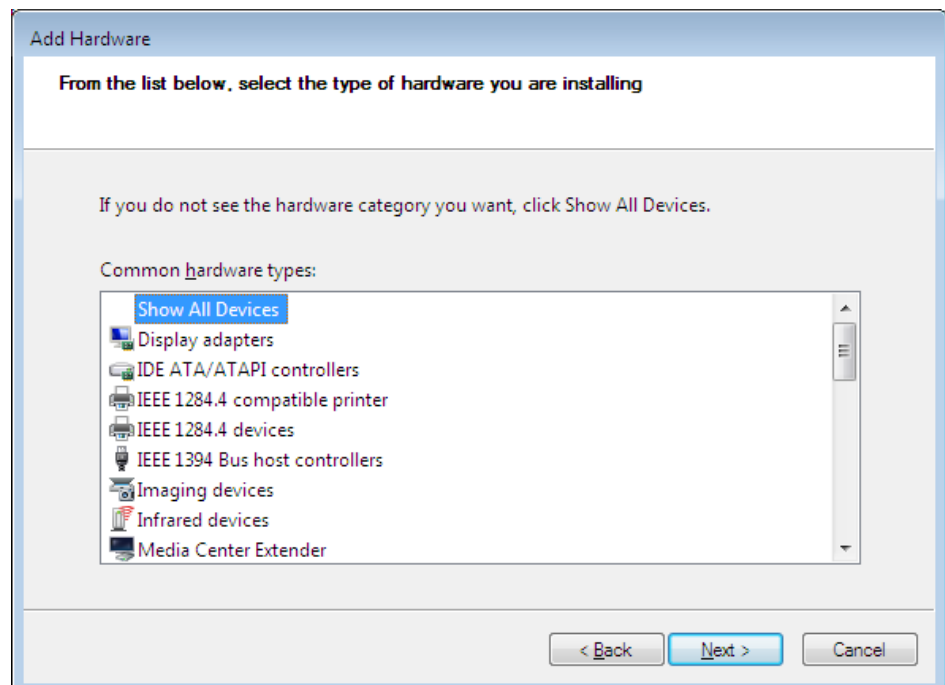 Add Hardware
From the list below, select the type of hardware you are installing
If you do not see the hardware category you want, click Show All Devices.
Common hardware types:
Show All Devices
Display adapters
IDE ATA/ATAPI controllers
IEEE 1284.4 compatible printer
IEEE 1284.4 devices
IEEE 1394 Bus host controllers
Imaging devices
Infrared devices
Media Center Extender
< Back Next > Cancel